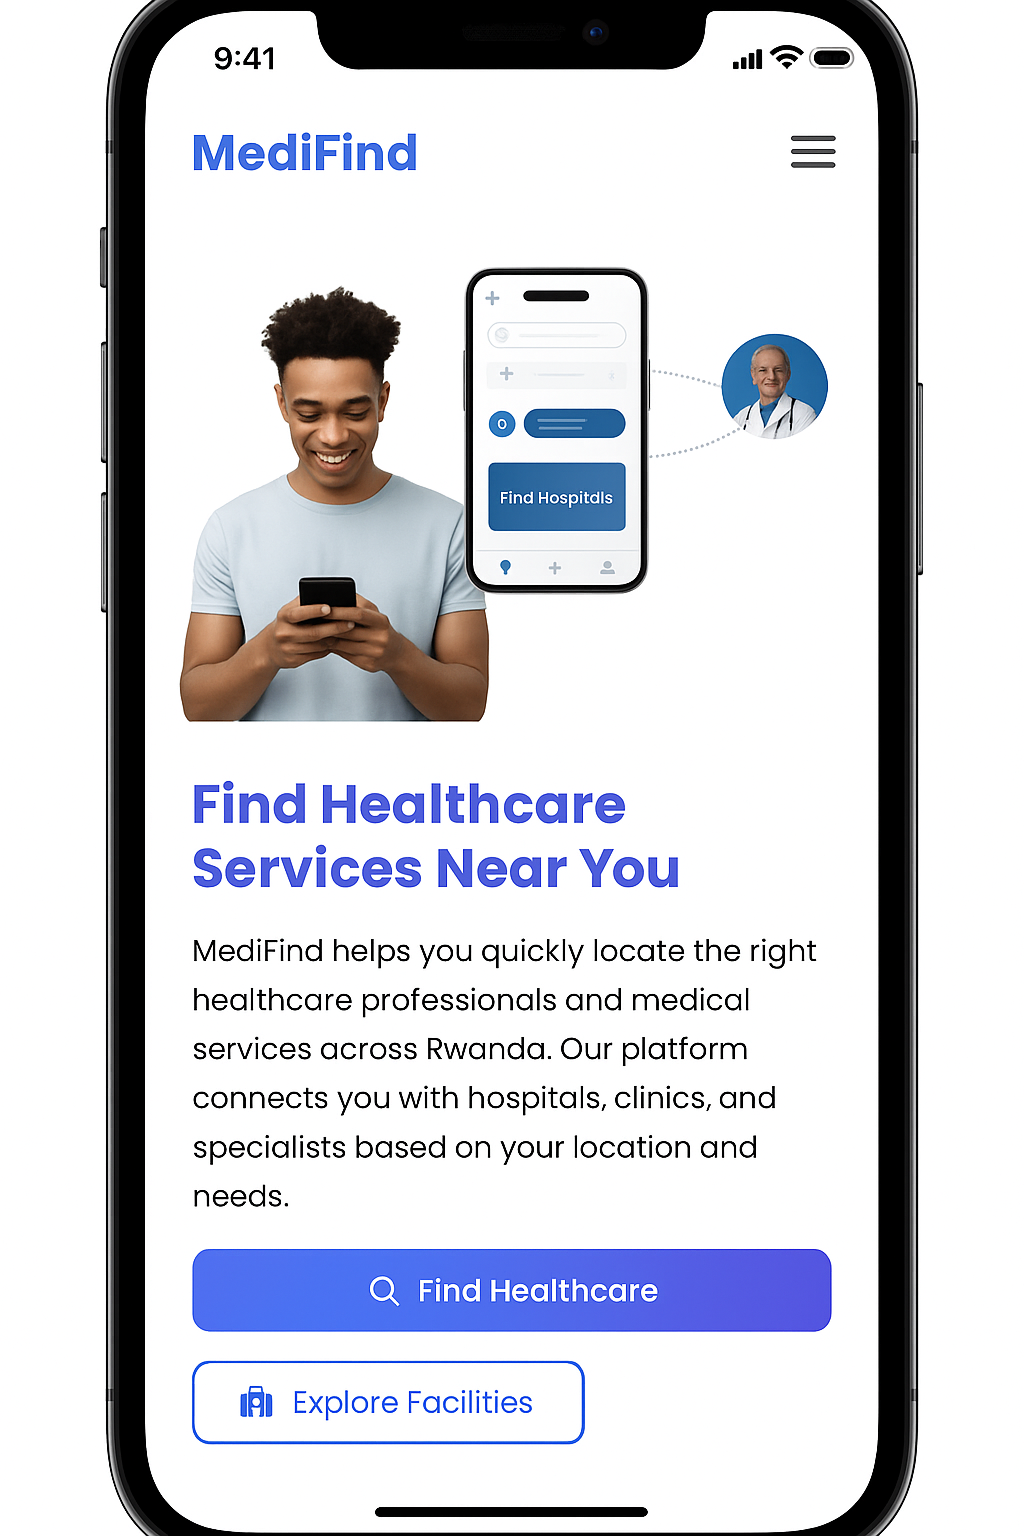 9:41
MediFind
Find Hospitdls
Find Healthcare
Services Near You
MediFind helps you quickly locate the right
healthcare professionals and medical
services across Rwanda. Our platform
connects you with hospitals, clinics, and
specialists based on your location and
needs.
Find Healthcare
Explore Facilities